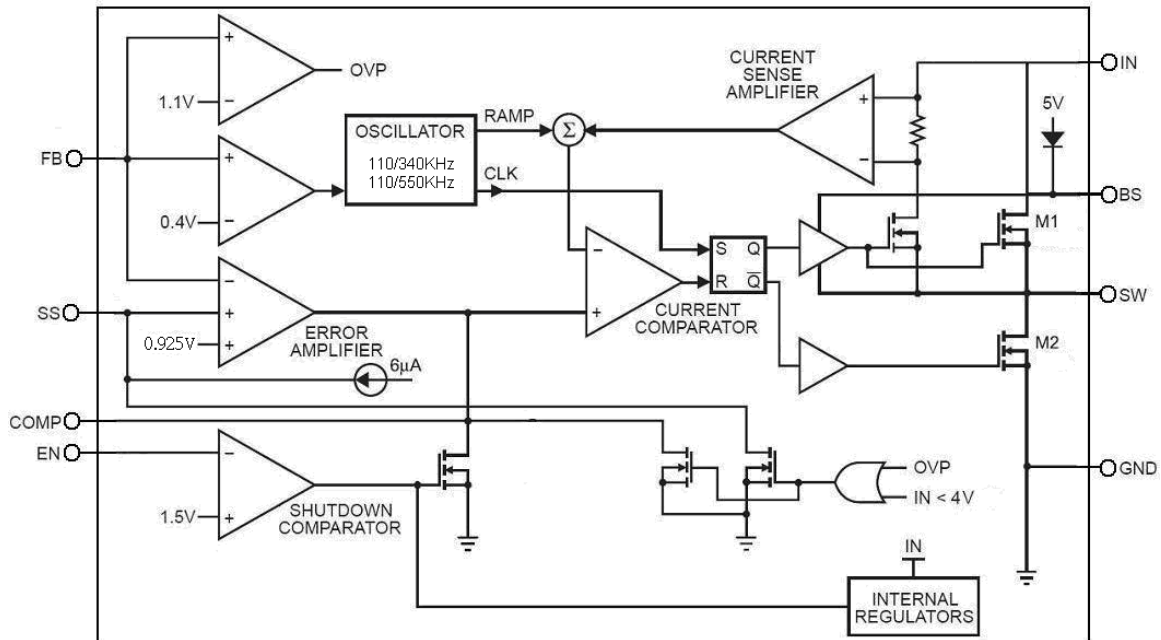 +
OVP
1.1V
−
CURRENT
SENSE
AMPLIFIER
+
−
IN
5V
RAMP
Σ
OSCILLATOR
110/340KHz
110/550KHz
CLK
FB
+
0.4V
−
BS
M1
−
+
S Q
R Q̅
CURRENT
COMPARATOR
SW
SS
−
+
0.925V
+
ERROR
AMPLIFIER
6µA
M2
COMP
EN
−
1.5V
+
SHUTDOWN
COMPARATOR
OVP
IN < 4V
GND
IN
INTERNAL
REGULATORS